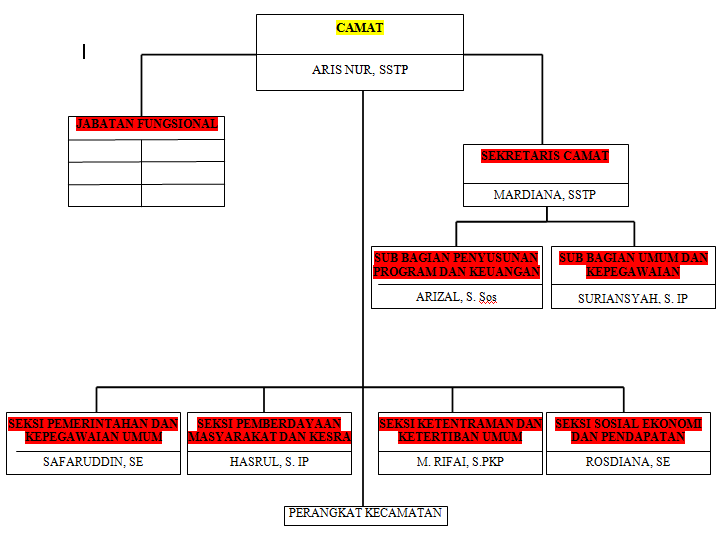 CAMAT
ARIS NUR, SSTP
JABATAN FUNGSIONAL
SEKRETARIS CAMAT
MARDIANA, SSTP
SUB BAGIAN PENYUSUNAN
PROGRAM DAN KEUANGAN
ARIZAL, S. Sos
SUB BAGIAN UMUM DAN
KEPEGAWAIAN
SURIANSYAH, S. IP
SEKSI PEMERINTAHAN DAN
KEPEGAWAIAN UMUM
SAFARUDDIN, SE
SEKSI PEMBERDAYAAN
MASYARAKAT DAN KESRA
HASRUL, S. IP
SEKSI KETENTRAMAN DAN
KETERTIBAN UMUM
M. RIFAI, S.PKP
SEKSI SOSIAL EKONOMI
DAN PENDAPATAN
ROSDIANA, SE
PERANGKAT KECAMATAN